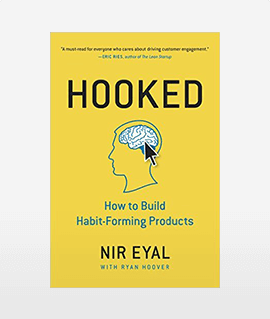 "A must-read for everyone who cares about driving customer engagement."
—ERIC RIES, author of The Lean Startup
HOOKED
How to Build
Habit-Forming Products
NIR EYAL
WITH RYAN HOOVER